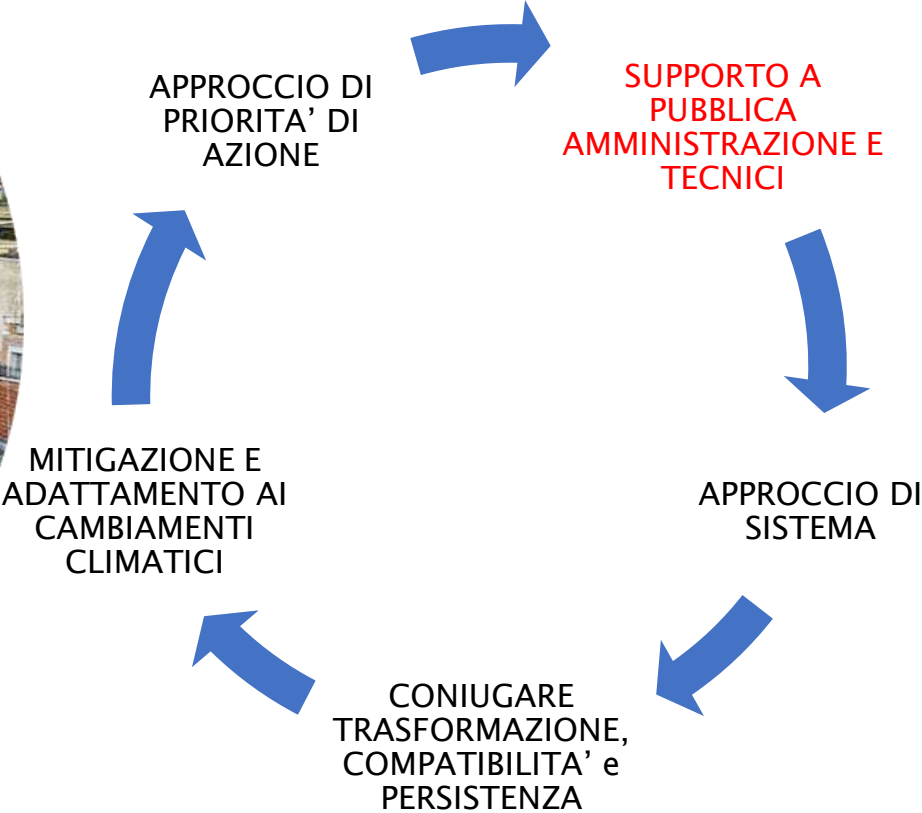 APPROCCIO DI
PRIORITA’ DI
AZIONE
SUPPORTO A
PUBBLICA
AMMINISTRAZIONE E
TECNICI
APPROCCIO DI
SISTEMA
CONIUGARE
TRASFORMAZIONE,
COMPATIBILITA’ e
PERSISTENZA
MITIGAZIONE E
ADATTAMENTO AI
CAMBIAMENTI
CLIMATICI